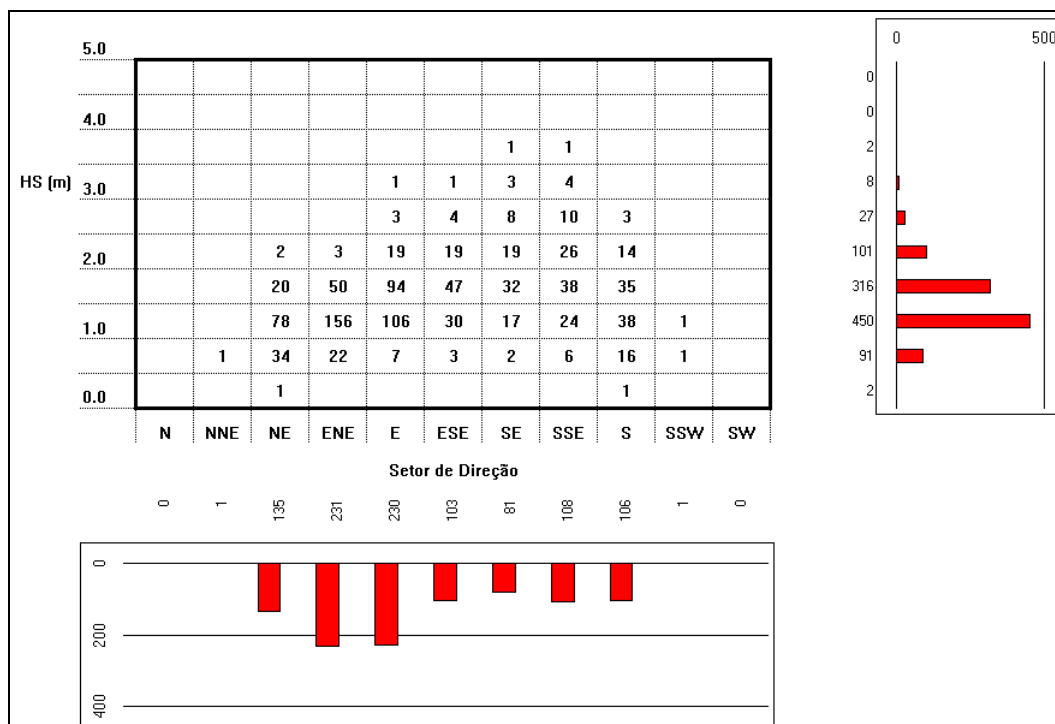 5.0
4.0
1 1
HS (m) 3.0
1 1 3 4
3 4 8 10 3
2.0
2 3 19 19 19 26 14
20 50 94 47 32 38 35
1.0
78 156 106 30 17 24 38 1
1 34 22 7 3 2 6 16 1
0.0
1 1
N NNE NE ENE E ESE SE SSE S SSW SW
Setor de Direção
0 1 135 231 230 103 81 108 106 1 0
0
200
400
0 500
0
0
2
8
27
101
316
450
91
2